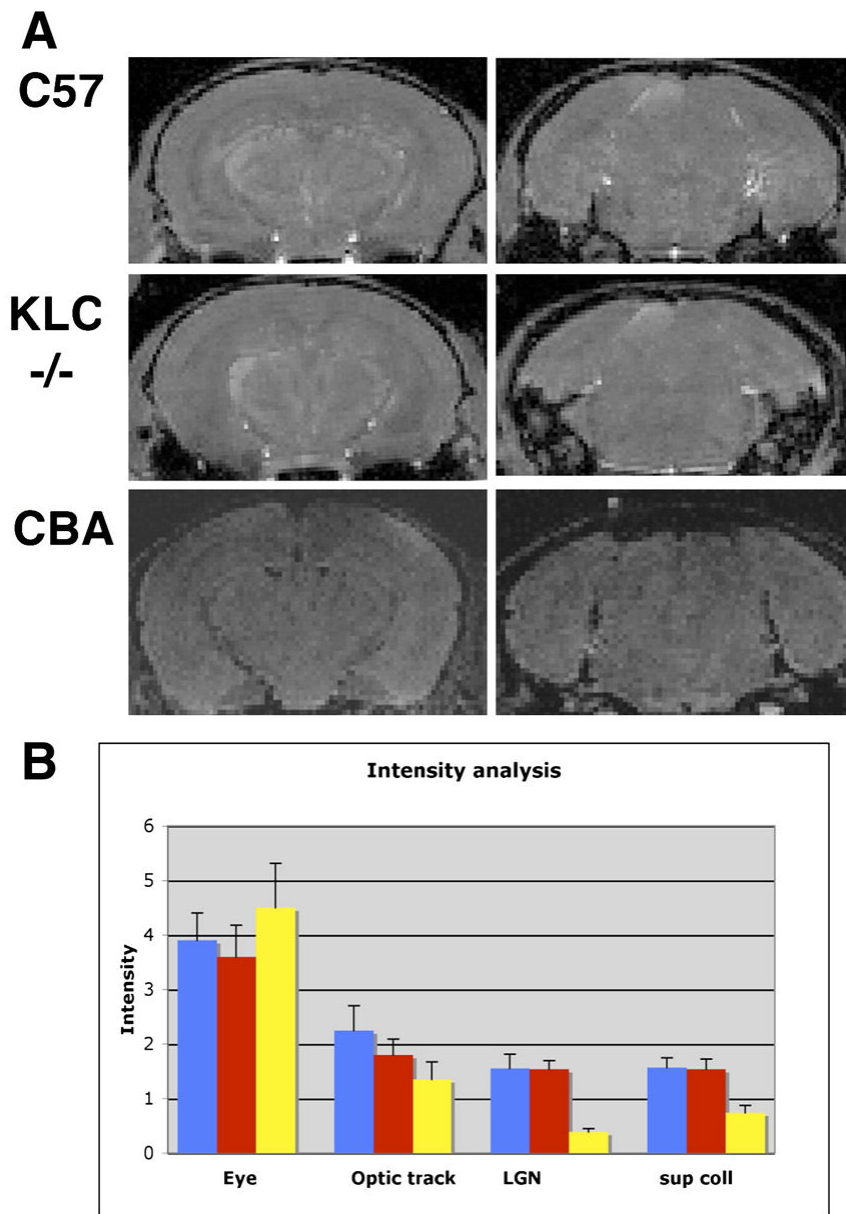 A
C57
KLC
-/-
CBA
B
Intensity analysis
Intensity
6
5
4
3
2
1
0
Eye
Optic track
LGN
sup coll